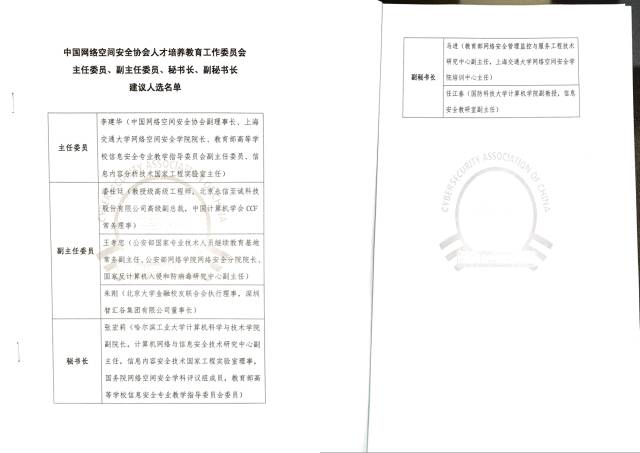 中国网络空间安全协会人才培养教育工作委员会
主任委员、副主任委员、秘书长、副秘书长
建议人选名单
主任委员
李建华（中国网络空间安全协会副理事长、上海
交通大学网络空间安全学院院长、教育部高等学
校信息安全专业教学指导委员会副主任委员、信
息内容分析技术国家工程实验室主任）
副主任委员
姜仕廷（教授级高级工程师，北京永信至诚科技
股份有限公司高级副总裁，中国计算机学会 CCF
常务理事）
王孝忠（公安部国家专业技术人员继续教育基地
常务副主任、公安部网络学院网络安全分院院长、
国家反计算机入侵和防病毒研究中心副主任）
朱刚（北京大学金融校友联合会执行理事，深圳
智汇谷集团有限公司董事长）
秘书长
张宏莉（哈尔滨工业大学计算机科学与技术学院
副院长，计算机网络与信息安全技术研究中心副
主任，信息内容安全技术国家工程实验室理事，
国务院网络空间安全学科评议组成员，教育部高
等学校信息安全专业教学指导委员会委员）
副秘书长
马进（教育部网络安全管理监控与服务工程技术
研究中心副主任，上海交通大学网络空间安全学
院培训中心主任）
任江春（国防科技大学计算机学院副教授，信息
安全教研室副主任）
CYBERSECURITY ASSOCIATION OF CHINA
CYBERSECURITY ASSOCIATION OF CHINA